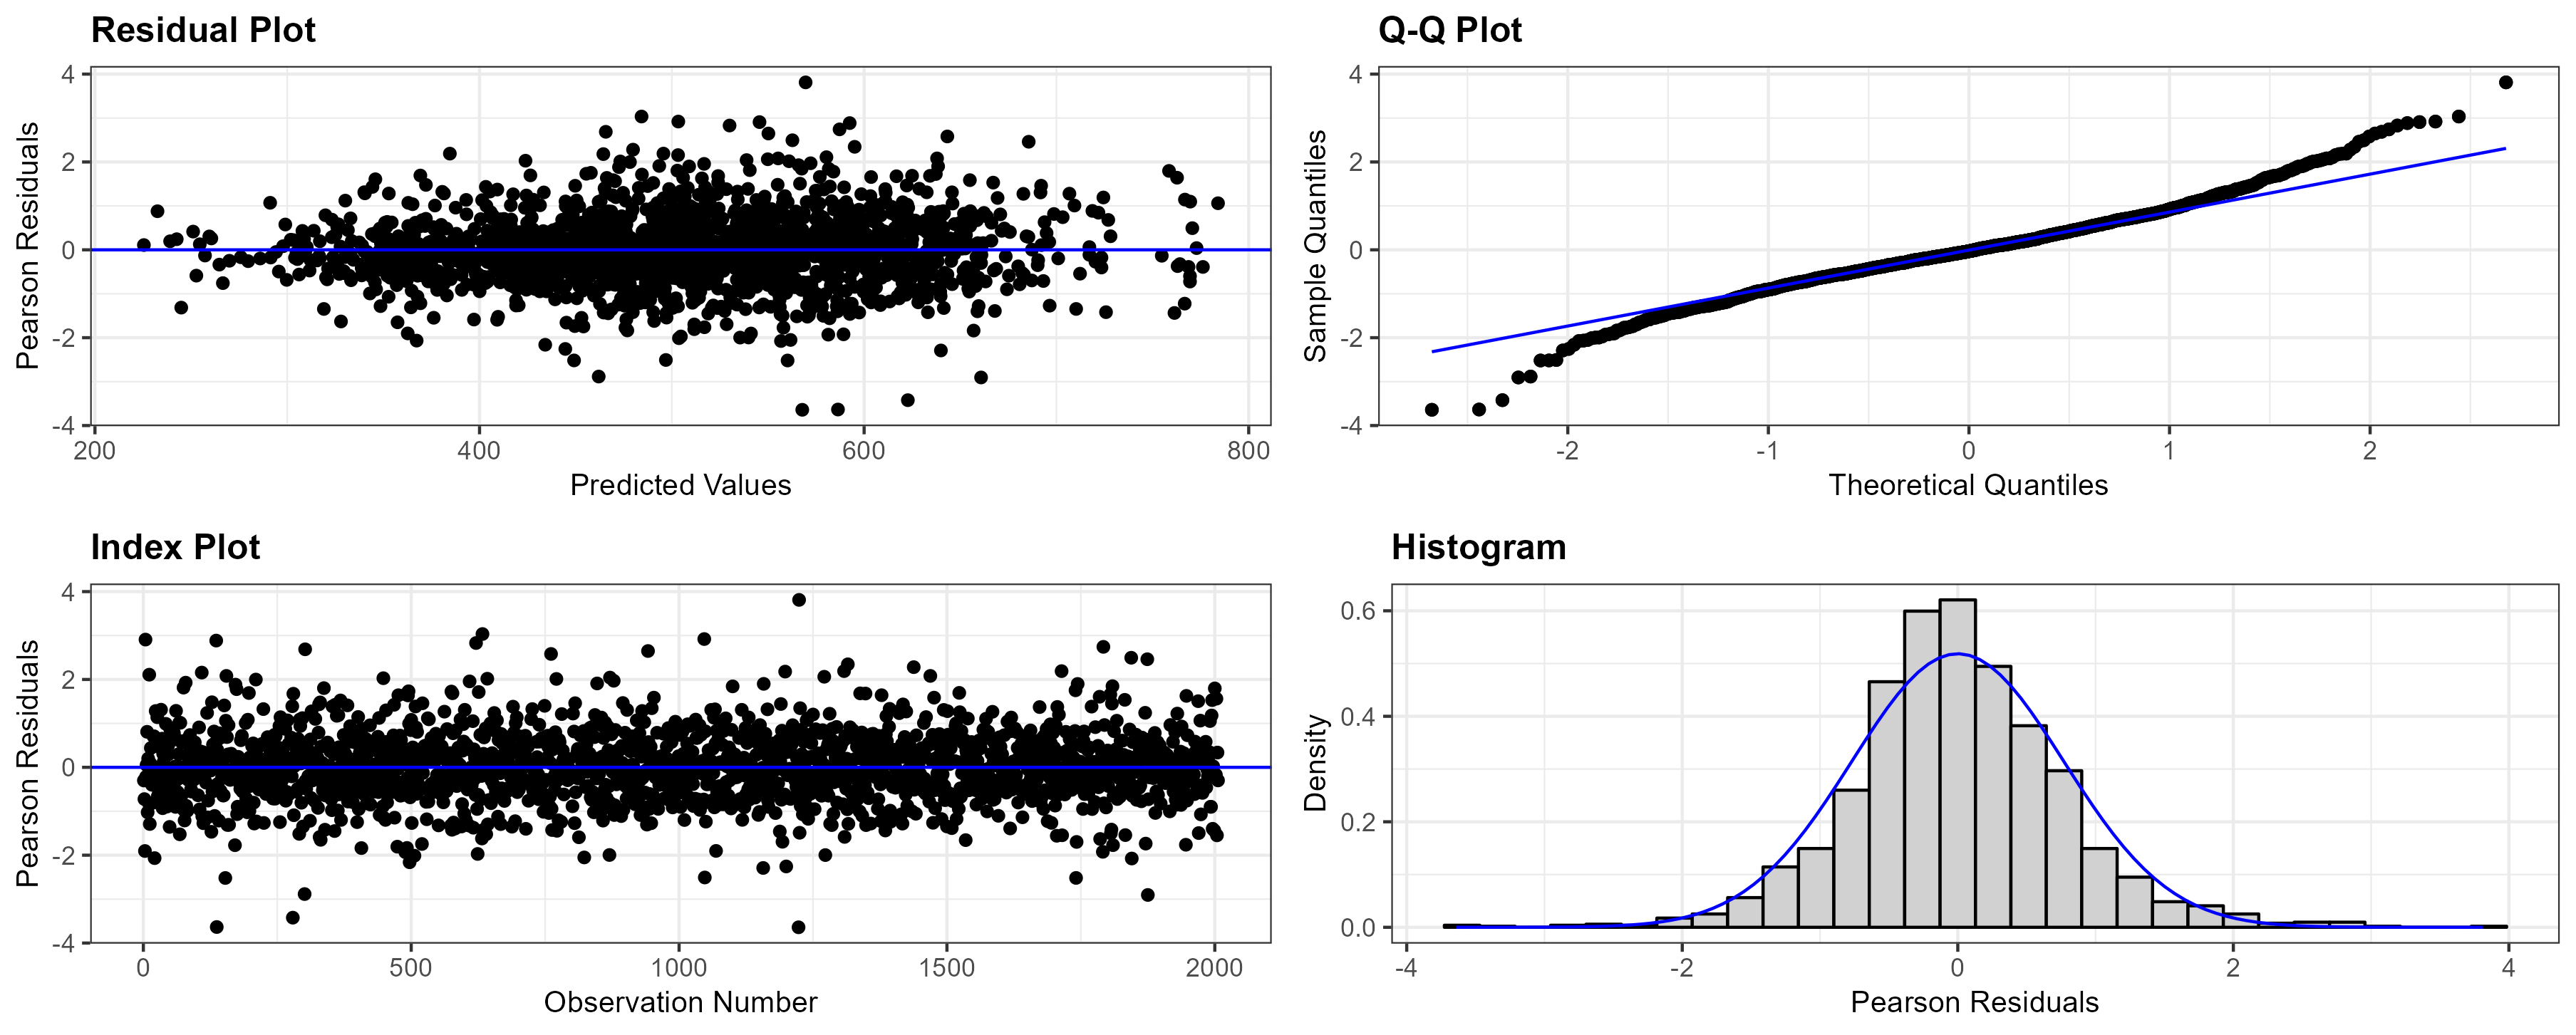 Residual Plot
4
2
0
-2
-4
Pearson Residuals
200 400 600 800
Predicted Values
Q-Q Plot
4
2
0
-2
-4
Sample Quantiles
-2 -1 0 1 2
Theoretical Quantiles
Index Plot
4
2
0
-2
-4
Pearson Residuals
0 500 1000 1500 2000
Observation Number
Histogram
0.6
0.4
0.2
0.0
Density
-4 -2 0 2 4
Pearson Residuals